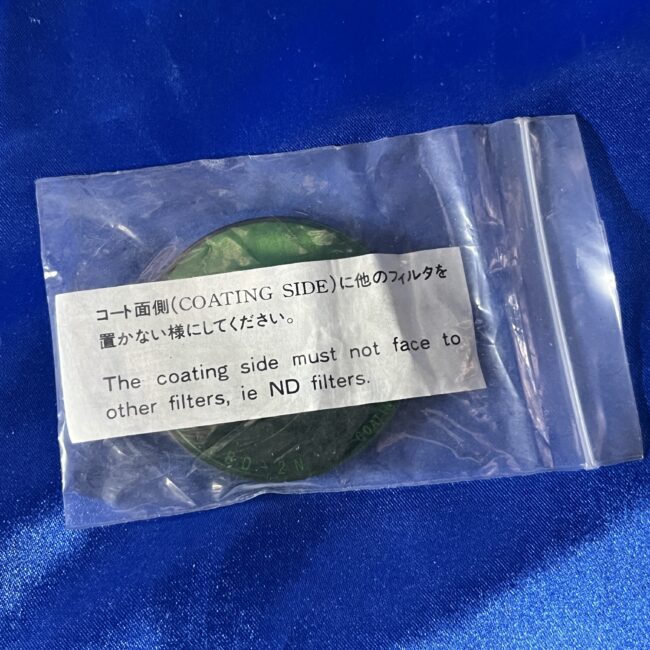 コート面側(COATING SIDE)に他のフィルタを
置かない様にしてください。
The coating side must not face to
other filters, ie ND filters.